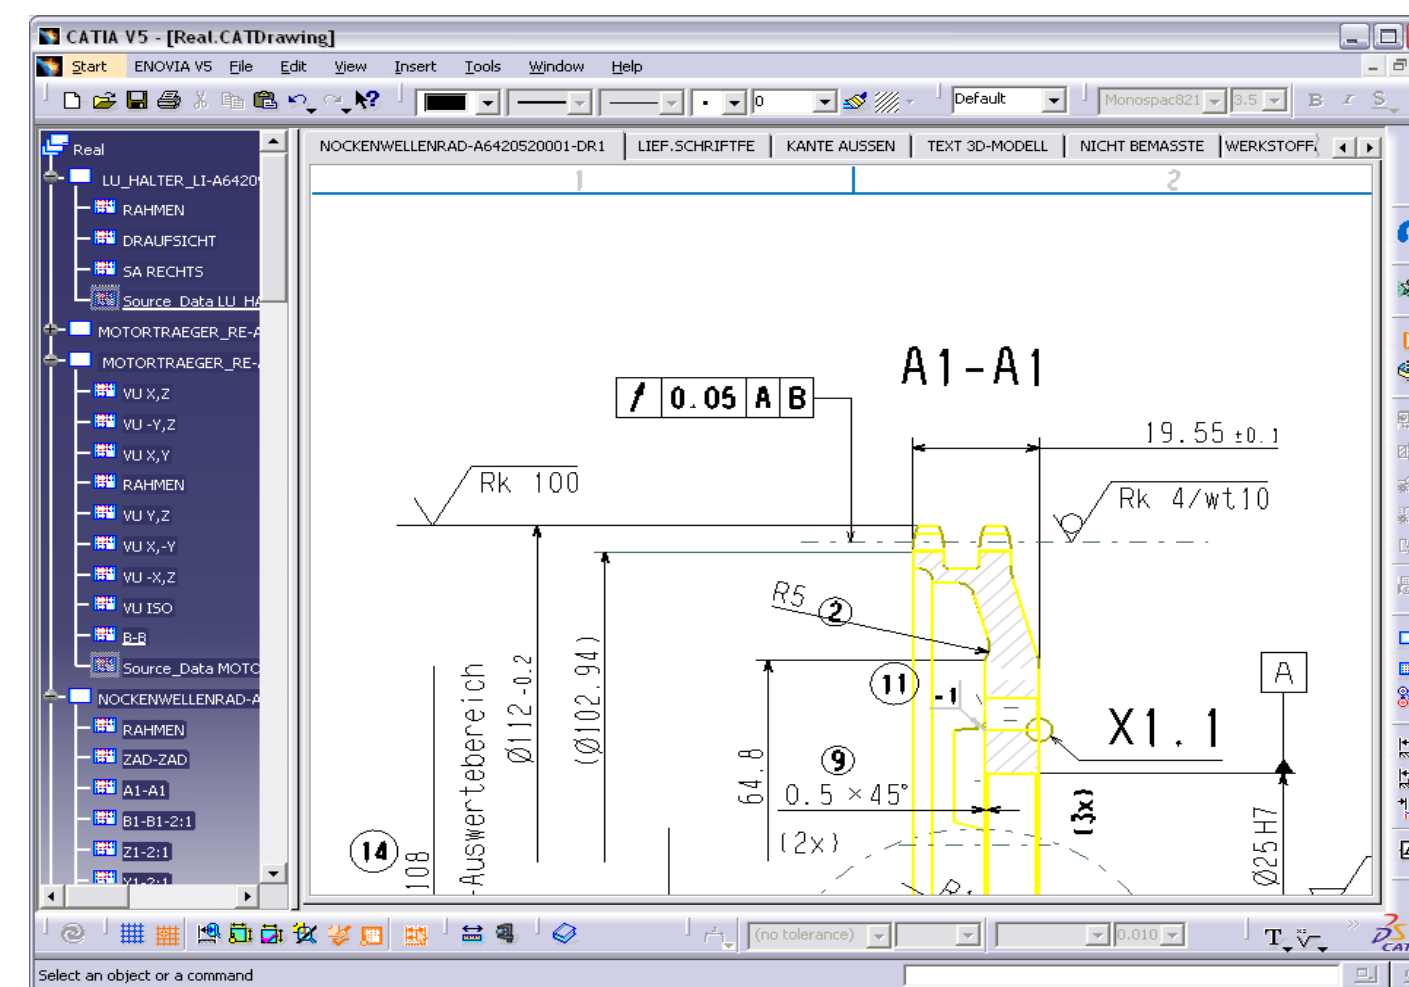 CATIA V5 - [Real.CATDrawing]
Start ENOVIA V5 File Edit View Insert Tools Window Help
0 Default Monospac821 3.5 B I S
Real
LU_HALTER_LI-A6420
RAHMEN
DRAUFSICHT
SA RECHTS
Source_Data LU_HA
MOTORTRAEGER_RE-A
MOTORTRAEGER_RE-
VU X,Z
VU -Y,Z
VU X,Y
RAHMEN
VU Y,Z
VU X,-Y
VU -X,Z
VU ISO
B-B
Source_Data MOTO
NOCKENWELLENRAD-A
RAHMEN
ZAD-ZAD
A1-A1
B1-B1-2:1
Z1-2:1
Y1-2:1
NOCKENWELLENRAD-A6420520001-DR1 LIEF.SCHRIFTFE KANTE AUSSEN TEXT 3D-MODELL NICHT BEMASSTE WERKSTOFF
1 2
A1-A1
0.05 A B
19.55 ±0.1
Rk 100
Rk 4/wt10
R5 2
11 -1
A
X1.1
9
0.5 ×45°
(2x)
(3x)
14
108
-Auswertebereich
Ø112-0.2
(Ø102.94)
64.8
Ø25H7
(no tolerance) 0.010 T
CAT
Select an object or a command